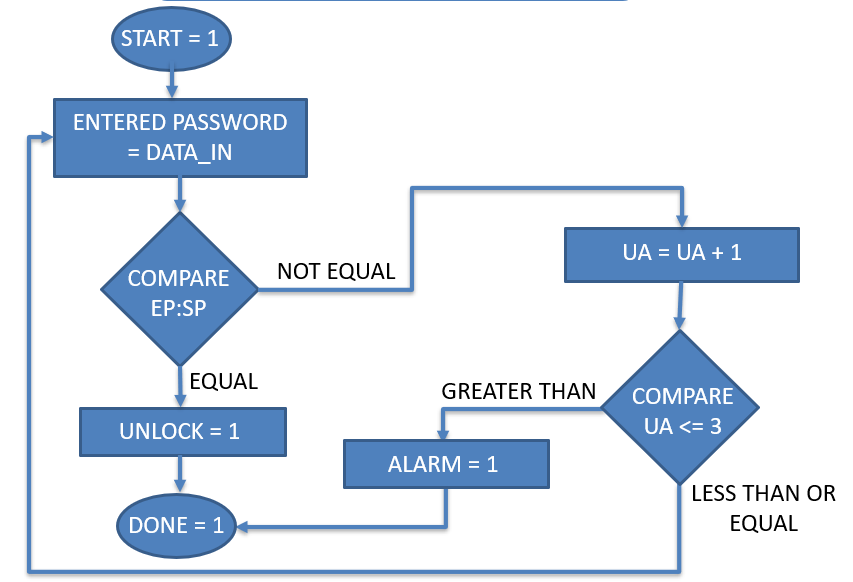 START = 1
ENTERED PASSWORD
= DATA_IN
COMPARE
EP:SP
NOT EQUAL
UA = UA + 1
EQUAL
UNLOCK = 1
DONE = 1
GREATER THAN
COMPARE
UA <= 3
ALARM = 1
LESS THAN OR
EQUAL